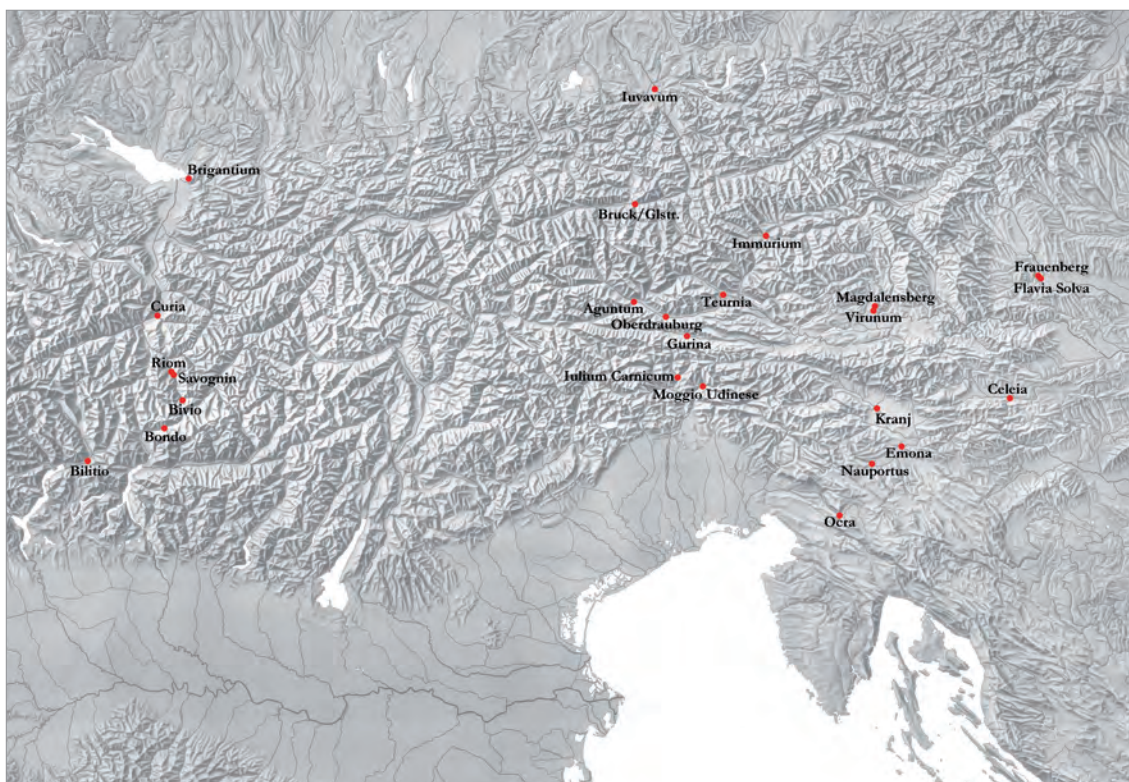 Iuvavum
Brigantium
Bruck/Glstr.
Immurium
Frauenberg
Flavia Solva
Magdalensberg
Virunum
Teurnia
Aguntum
Oberdrauburg
Gurina
Curia
Riom
Savognin
Iulium Carnicum
Moggio Udinese
Celeia
Bivio
Kranj
Bondo
Emona
Bilitio
Nauportus
Ocra